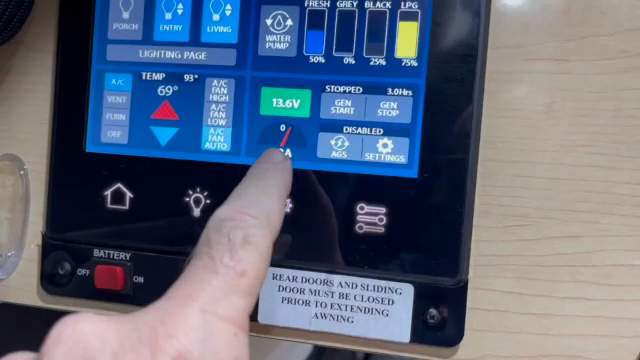 FRESH GREY BLACK LPG
PORCH ENTRY LIVING
WATER
PUMP
LIGHTING PAGE
50% 0% 25% 75%
A/C
VENT
FURN
OFF
TEMP 93°
69°
A/C
FAN
HIGH
A/C
FAN
LOW
A/C
FAN
AUTO
13.6V
0
STOPPED 3.0Hrs
GEN
START
GEN
STOP
DISABLED
AGS SETTINGS
BATTERY
OFF ON
REAR DOORS AND SLIDING
DOOR MUST BE CLOSED
PRIOR TO EXTENDING
AWNING